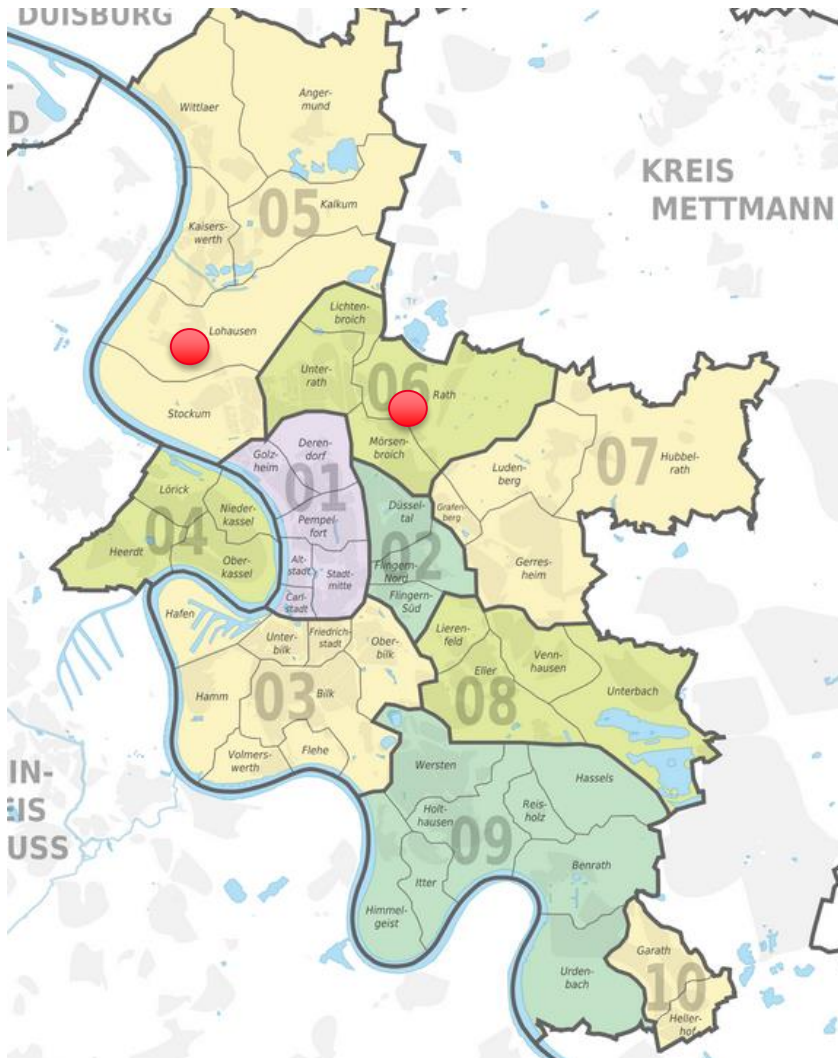 DUISBURG
D
Wittlaer
Anger-
mund
KREIS
METTMANN
05
Kalkum
Kaisers-
werth
Lohausen
Lichten-
broich
Unter-
rath
06
Rath
Stockum
Mörsen-
broich
Golz-
heim
Deren-
dorf
01
Luden-
berg
07
Hubbel-
rath
Lörick
04
Nieder-
kassel
Heerdt
Ober-
kassel
Pempel-
fort
Düssel-
tal
Grafen-
berg
02
Flingern-
Nord
Flingern-
Süd
Alt-
stadt
Stadt-
mitte
Carl-
stadt
Gerres-
heim
Hafen
Unter-
bilk
Friedrich-
stadt
Ober-
bilk
Hamm
03
Bilk
Volmers-
werth
Flehe
Lieren-
feld
Eller
Venn-
hausen
08
Unterbach
IN-
EIS
USS
Wersten
Hassels
Holt-
hausen
Reis-
holz
09
Benrath
Itter
Himmel-
geist
Urden-
bach
Garath
10
Heller-
hof